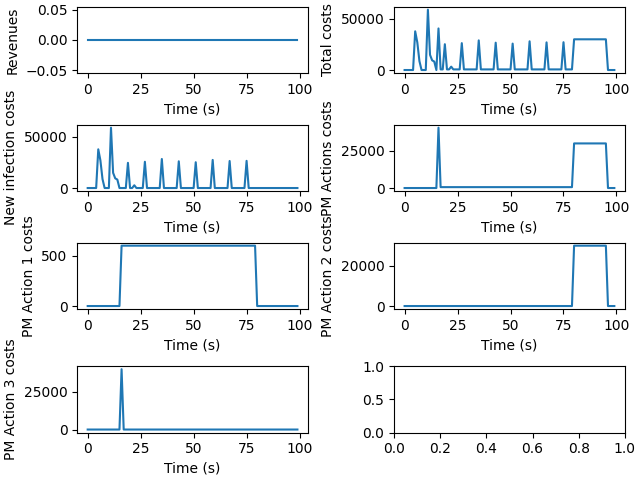 Revenues
0.05
0.00
−0.05
0 25 50 75 100
Time (s)
Total costs
50000
0
0 25 50 75 100
Time (s)
New infection costs
50000
0
0 25 50 75 100
Time (s)
PM Actions costs
25000
0
0 25 50 75 100
Time (s)
PM Action 1 costs
500
0
0 25 50 75 100
Time (s)
PM Action 2 costs
20000
0
0 25 50 75 100
Time (s)
PM Action 3 costs
25000
0
0 25 50 75 100
Time (s)
1.0
0.5
0.0
0.0 0.2 0.4 0.6 0.8 1.0